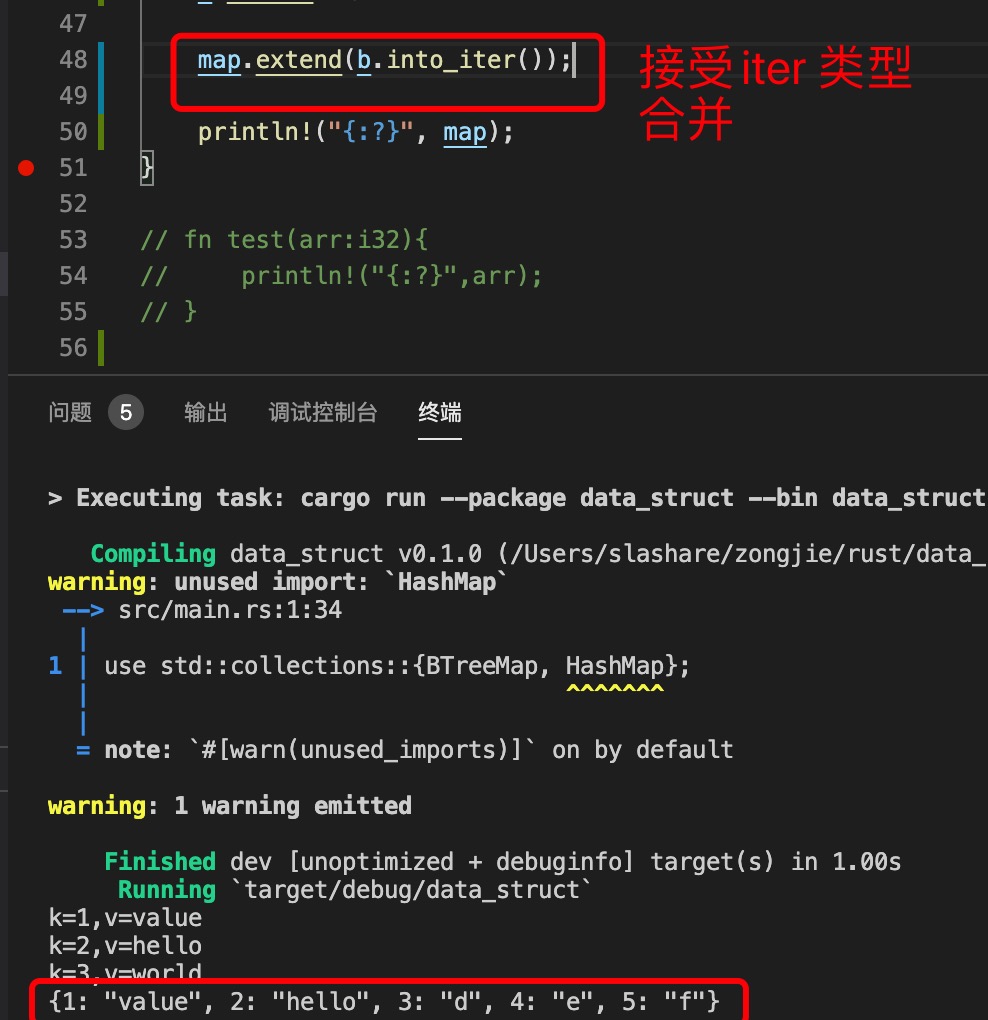 47
48 map.extend(b.into_iter());
接受 iter 类型
合并
49
50 println!("{:?}", map);
51 }
52
53 // fn test(arr:i32){
54 //     println!("{:?}",arr);
55 // }
56
问题 5 输出 调试控制台 终端
> Executing task: cargo run --package data_struct --bin data_struct
Compiling data_struct v0.1.0 (/Users/slashare/zongjie/rust/data_
warning: unused import: `HashMap`
--> src/main.rs:1:34
|
1 | use std::collections::{BTreeMap, HashMap};
| ^^^^^^^
|
= note: `#[warn(unused_imports)]` on by default
warning: 1 warning emitted
Finished dev [unoptimized + debuginfo] target(s) in 1.00s
Running `target/debug/data_struct`
k=1,v=value
k=2,v=hello
k=3,v=world
{1: "value", 2: "hello", 3: "d", 4: "e", 5: "f"}